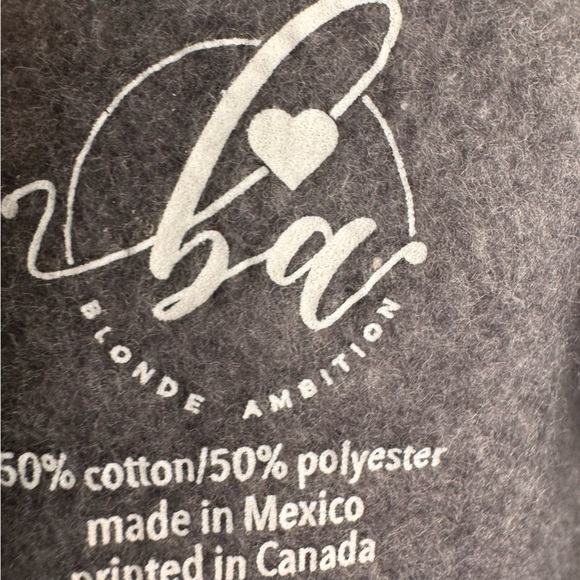 ba
BLONDE AMBITION
50% cotton/50% polyester
made in Mexico
printed in Canada